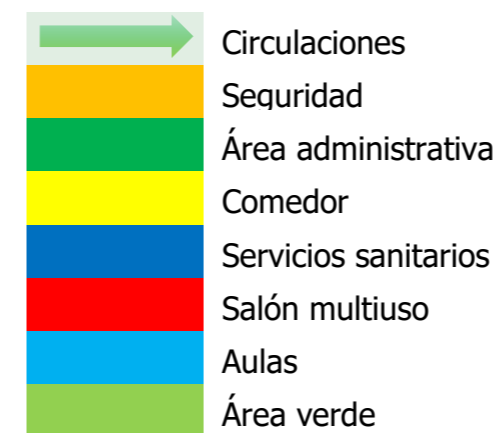 Circulaciones
Seguridad
Área administrativa
Comedor
Servicios sanitarios
Salón multiuso
Aulas
Área verde